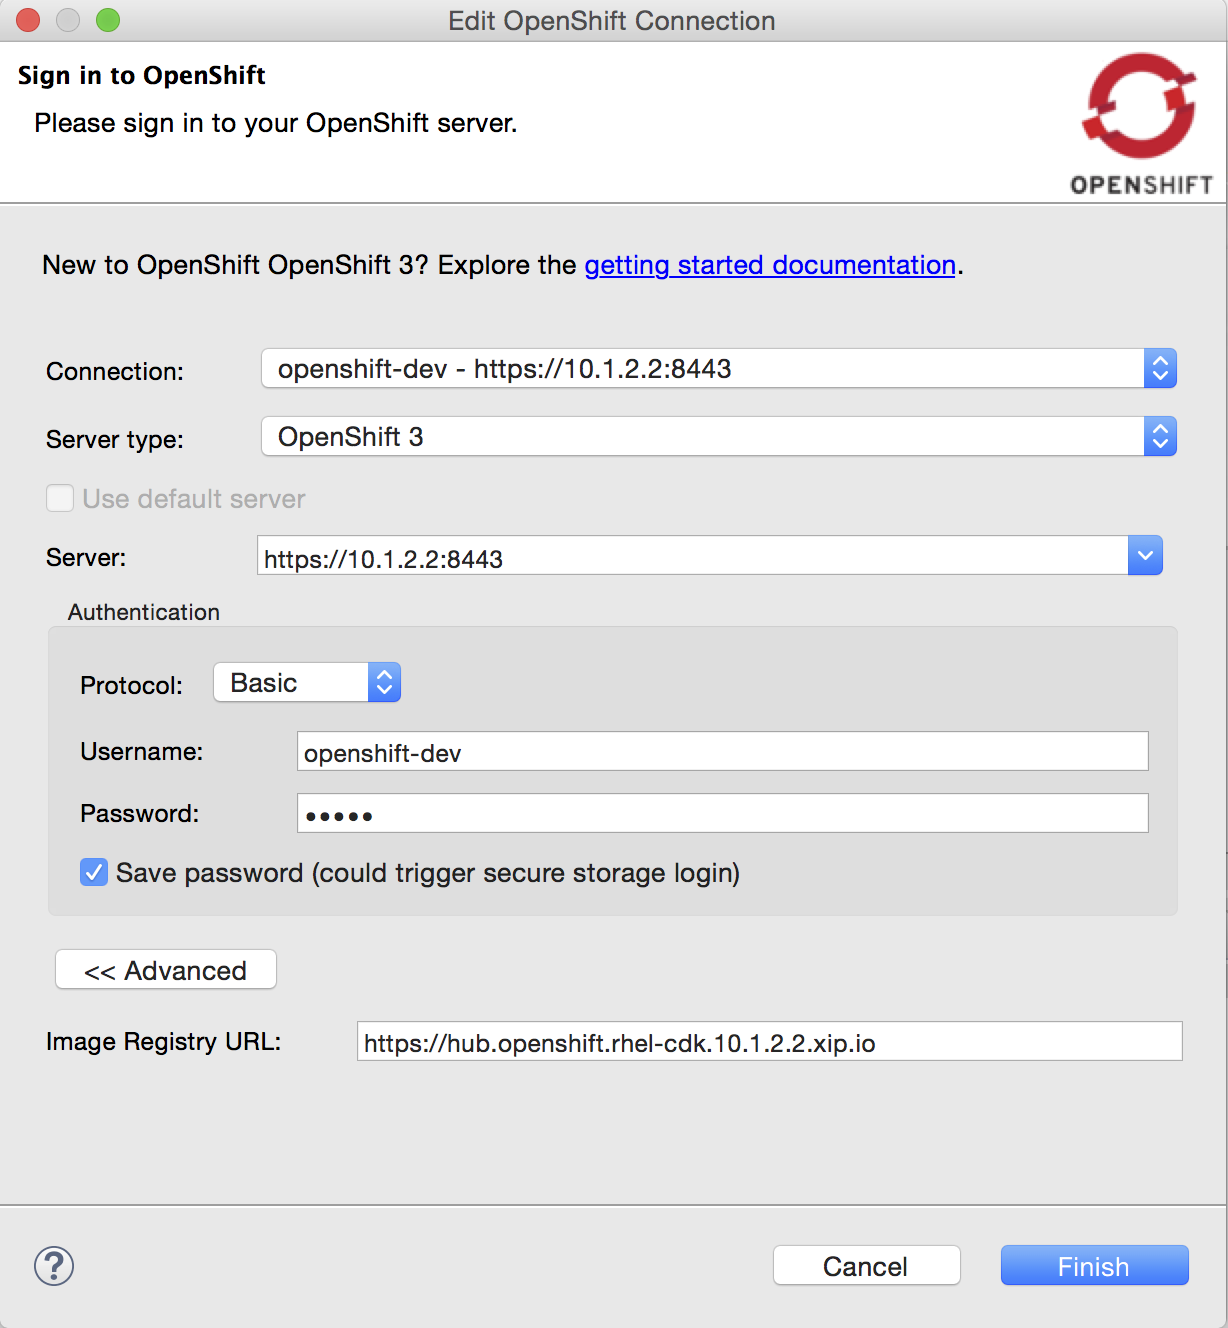 Edit OpenShift Connection
Sign in to OpenShift
Please sign in to your OpenShift server.
OPENSHIFT
New to OpenShift OpenShift 3? Explore the getting started documentation.
Connection: openshift-dev - https://10.1.2.2:8443
Server type: OpenShift 3
Use default server
Server: https://10.1.2.2:8443
Authentication
Protocol: Basic
Username: openshift-dev
Password: •••••
Save password (could trigger secure storage login)
<< Advanced
Image Registry URL: https://hub.openshift.rhel-cdk.10.1.2.2.xip.io
? Cancel Finish